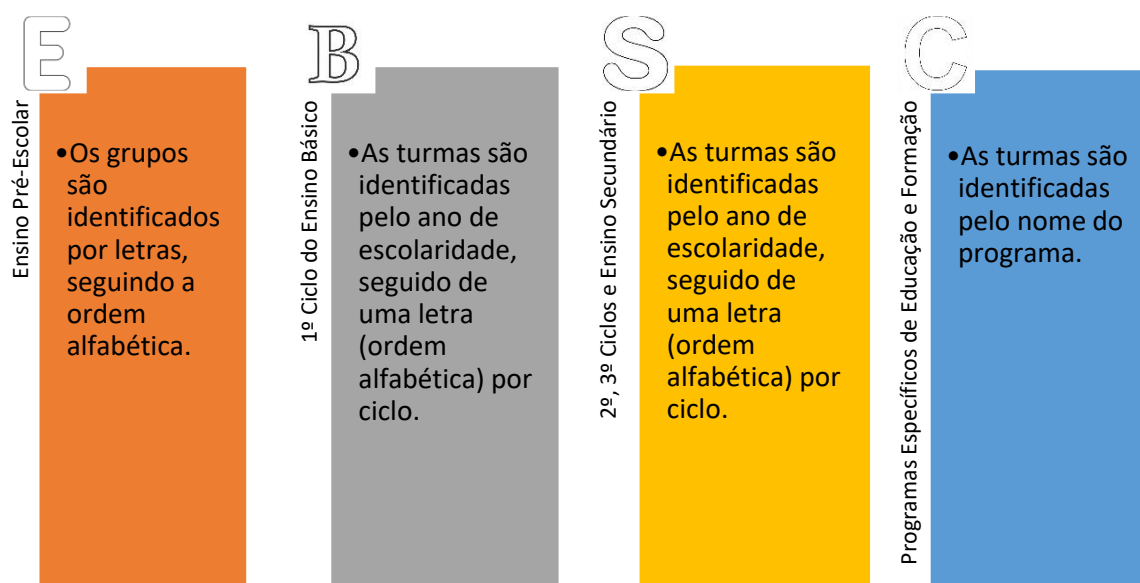 E
Ensino Pré-Escolar
•Os grupos
são
identificados
por letras,
seguindo a
ordem
alfabética.
B
1º Ciclo do Ensino Básico
•As turmas são
identificadas
pelo ano de
escolaridade,
seguido de
uma letra
(ordem
alfabética) por
ciclo.
S
2º, 3º Ciclos e Ensino Secundário
•As turmas são
identificadas
pelo ano de
escolaridade,
seguido de
uma letra
(ordem
alfabética) por
ciclo.
C
Programas Específicos de Educação e Formação
•As turmas são
identificadas
pelo nome do
programa.